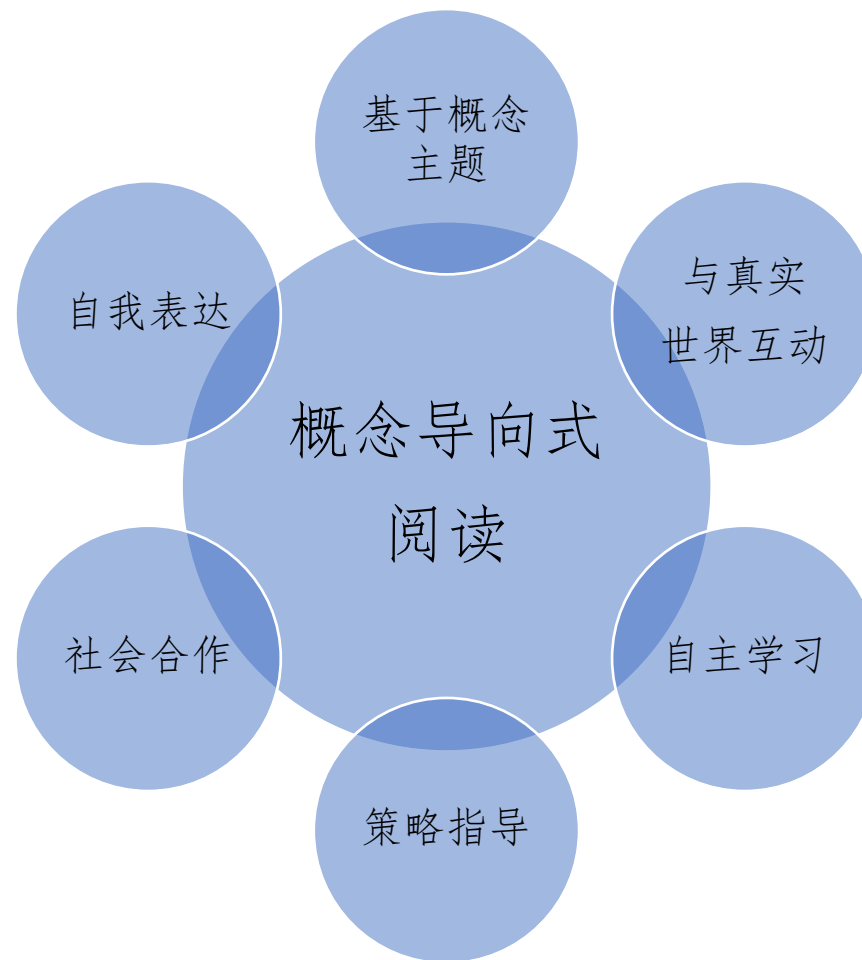 基于概念
主题
与真实
世界互动
自我表达
概念导向式
阅读
社会合作
自主学习
策略指导